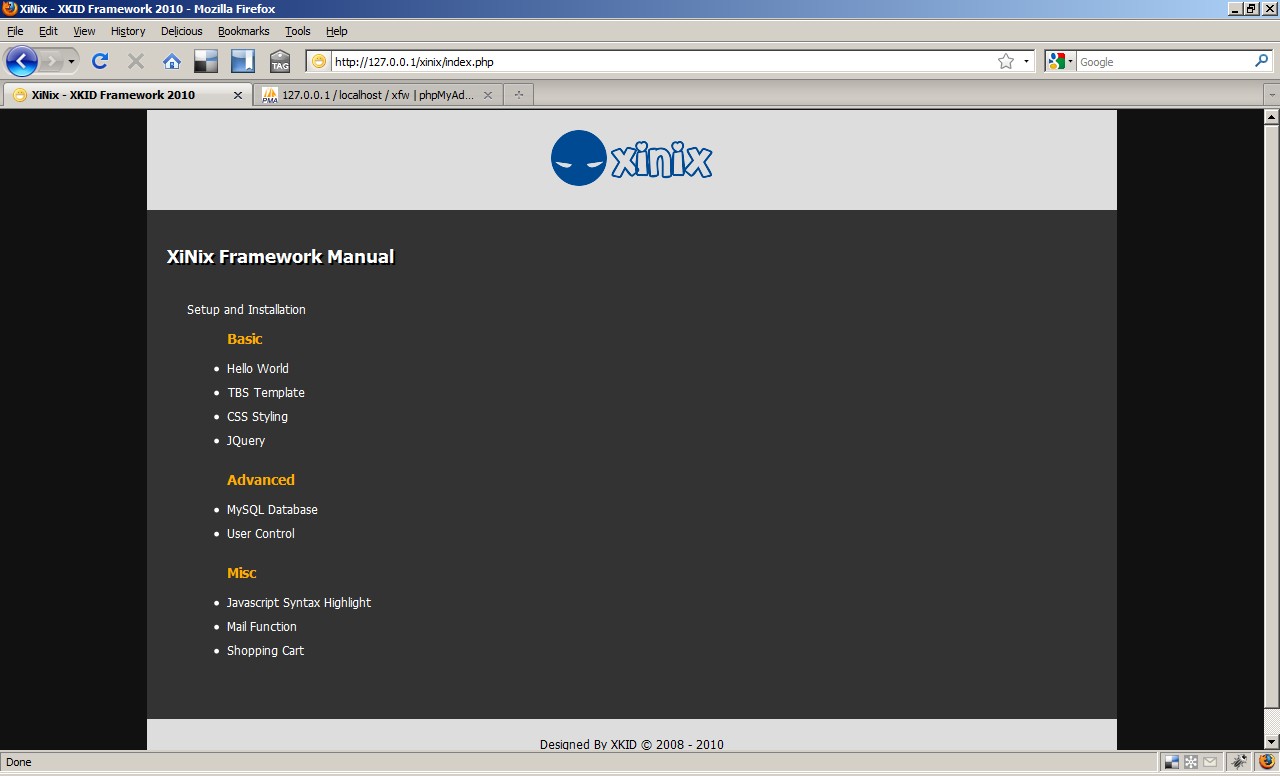 XiNix - XKID Framework 2010 - Mozilla Firefox
File Edit View History Delicious Bookmarks Tools Help
TAG http://127.0.0.1/xinix/index.php Google
XiNix - XKID Framework 2010 PMA 127.0.0.1 / localhost / xfw | phpMyAd...
xinix
XiNix Framework Manual
Setup and Installation
Basic
• Hello World
• TBS Template
• CSS Styling
• JQuery
Advanced
• MySQL Database
• User Control
Misc
• Javascript Syntax Highlight
• Mail Function
• Shopping Cart
Designed By XKID © 2008 - 2010
Done